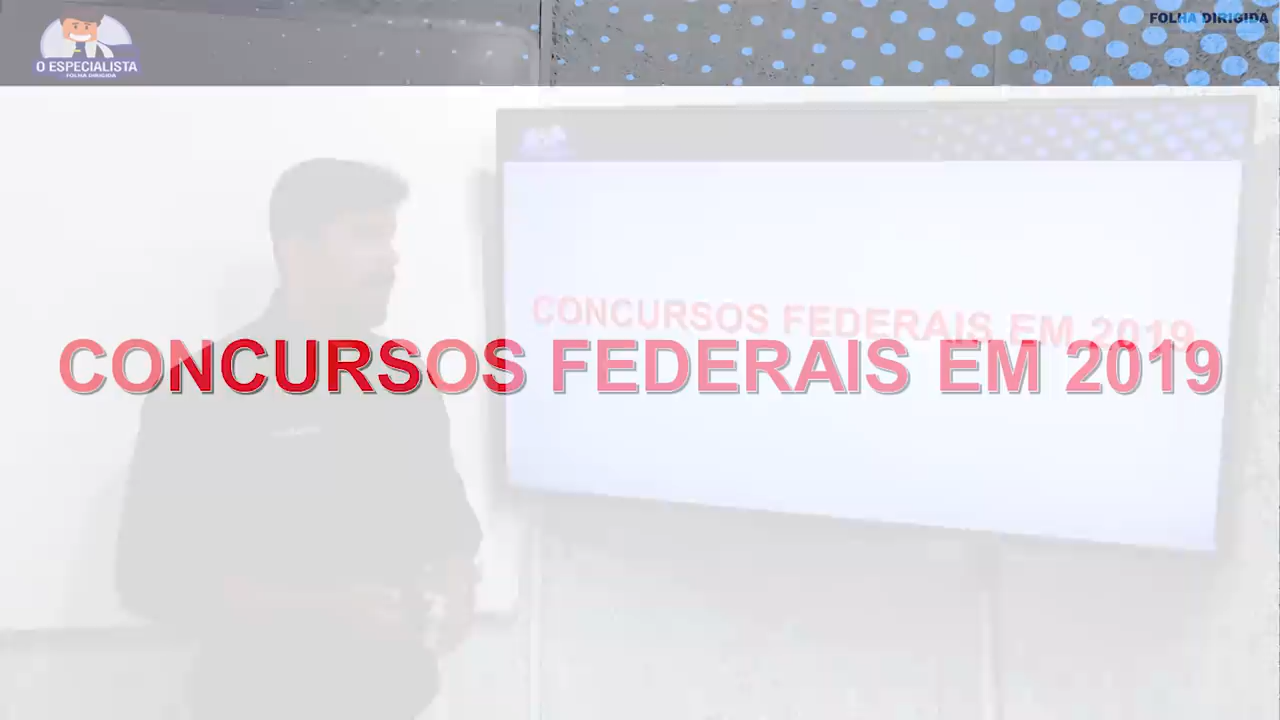 FOLHA DIRIGIDA
O ESPECIALISTA
FOLHA DIRIGIDA
CONCURSOS FEDERAIS EM 2019
CONCURSOS FEDERAIS EM 2019